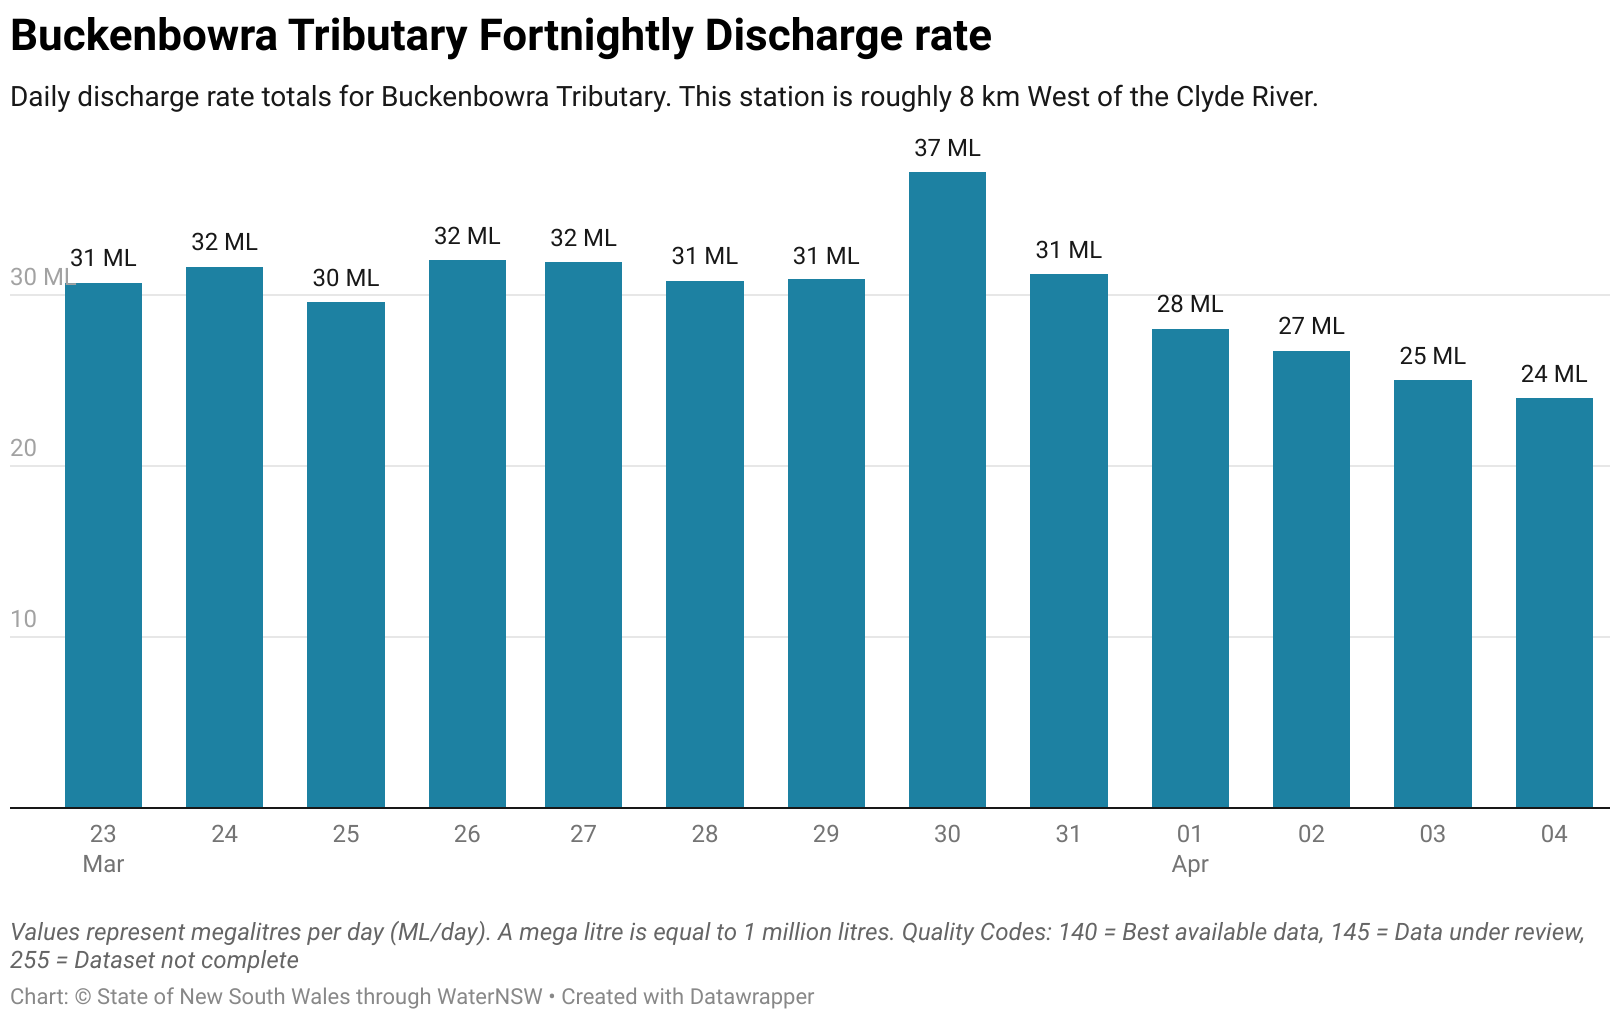 Buckenbowra Tributary Fortnightly Discharge rate
Daily discharge rate totals for Buckenbowra Tributary. This station is roughly 8 km West of the Clyde River.
37 ML
32 ML
32 ML
32 ML
31 ML
31 ML
31 ML
31 ML
30 ML
30 ML
28 ML
27 ML
25 ML
24 ML
20
10
23 24 25 26 27 28 29 30 31 01 02 03 04
Mar Apr
Values represent megalitres per day (ML/day). A mega litre is equal to 1 million litres. Quality Codes: 140 = Best available data, 145 = Data under review,
255 = Dataset not complete
Chart: © State of New South Wales through WaterNSW • Created with Datawrapper